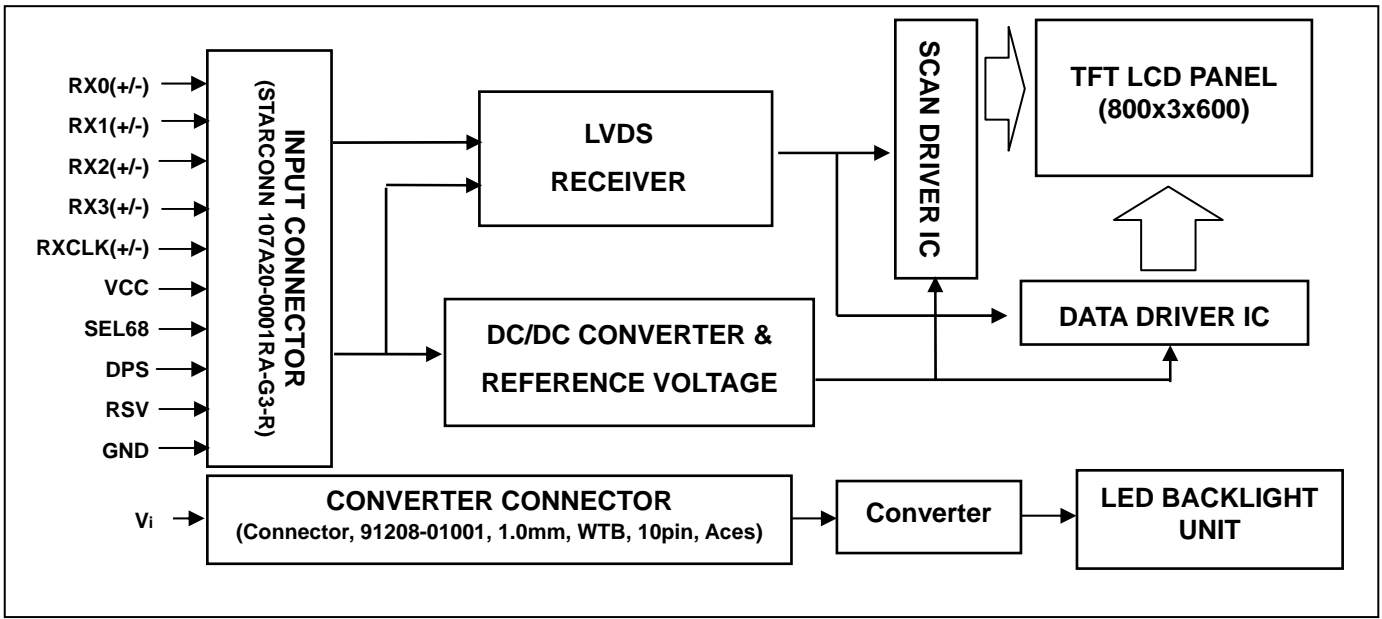 RX0(+/-)
RX1(+/-)
RX2(+/-)
RX3(+/-)
RXCLK(+/-)
VCC
SEL68
DPS
RSV
GND
INPUT CONNECTOR
(STARCONN 107A20-0001RA-G3-R)
LVDS
RECEIVER
DC/DC CONVERTER &
REFERENCE VOLTAGE
SCAN DRIVER IC
TFT LCD PANEL
(800x3x600)
DATA DRIVER IC
Vi
CONVERTER CONNECTOR
(Connector, 91208-01001, 1.0mm, WTB, 10pin, Aces)
Converter
LED BACKLIGHT
UNIT